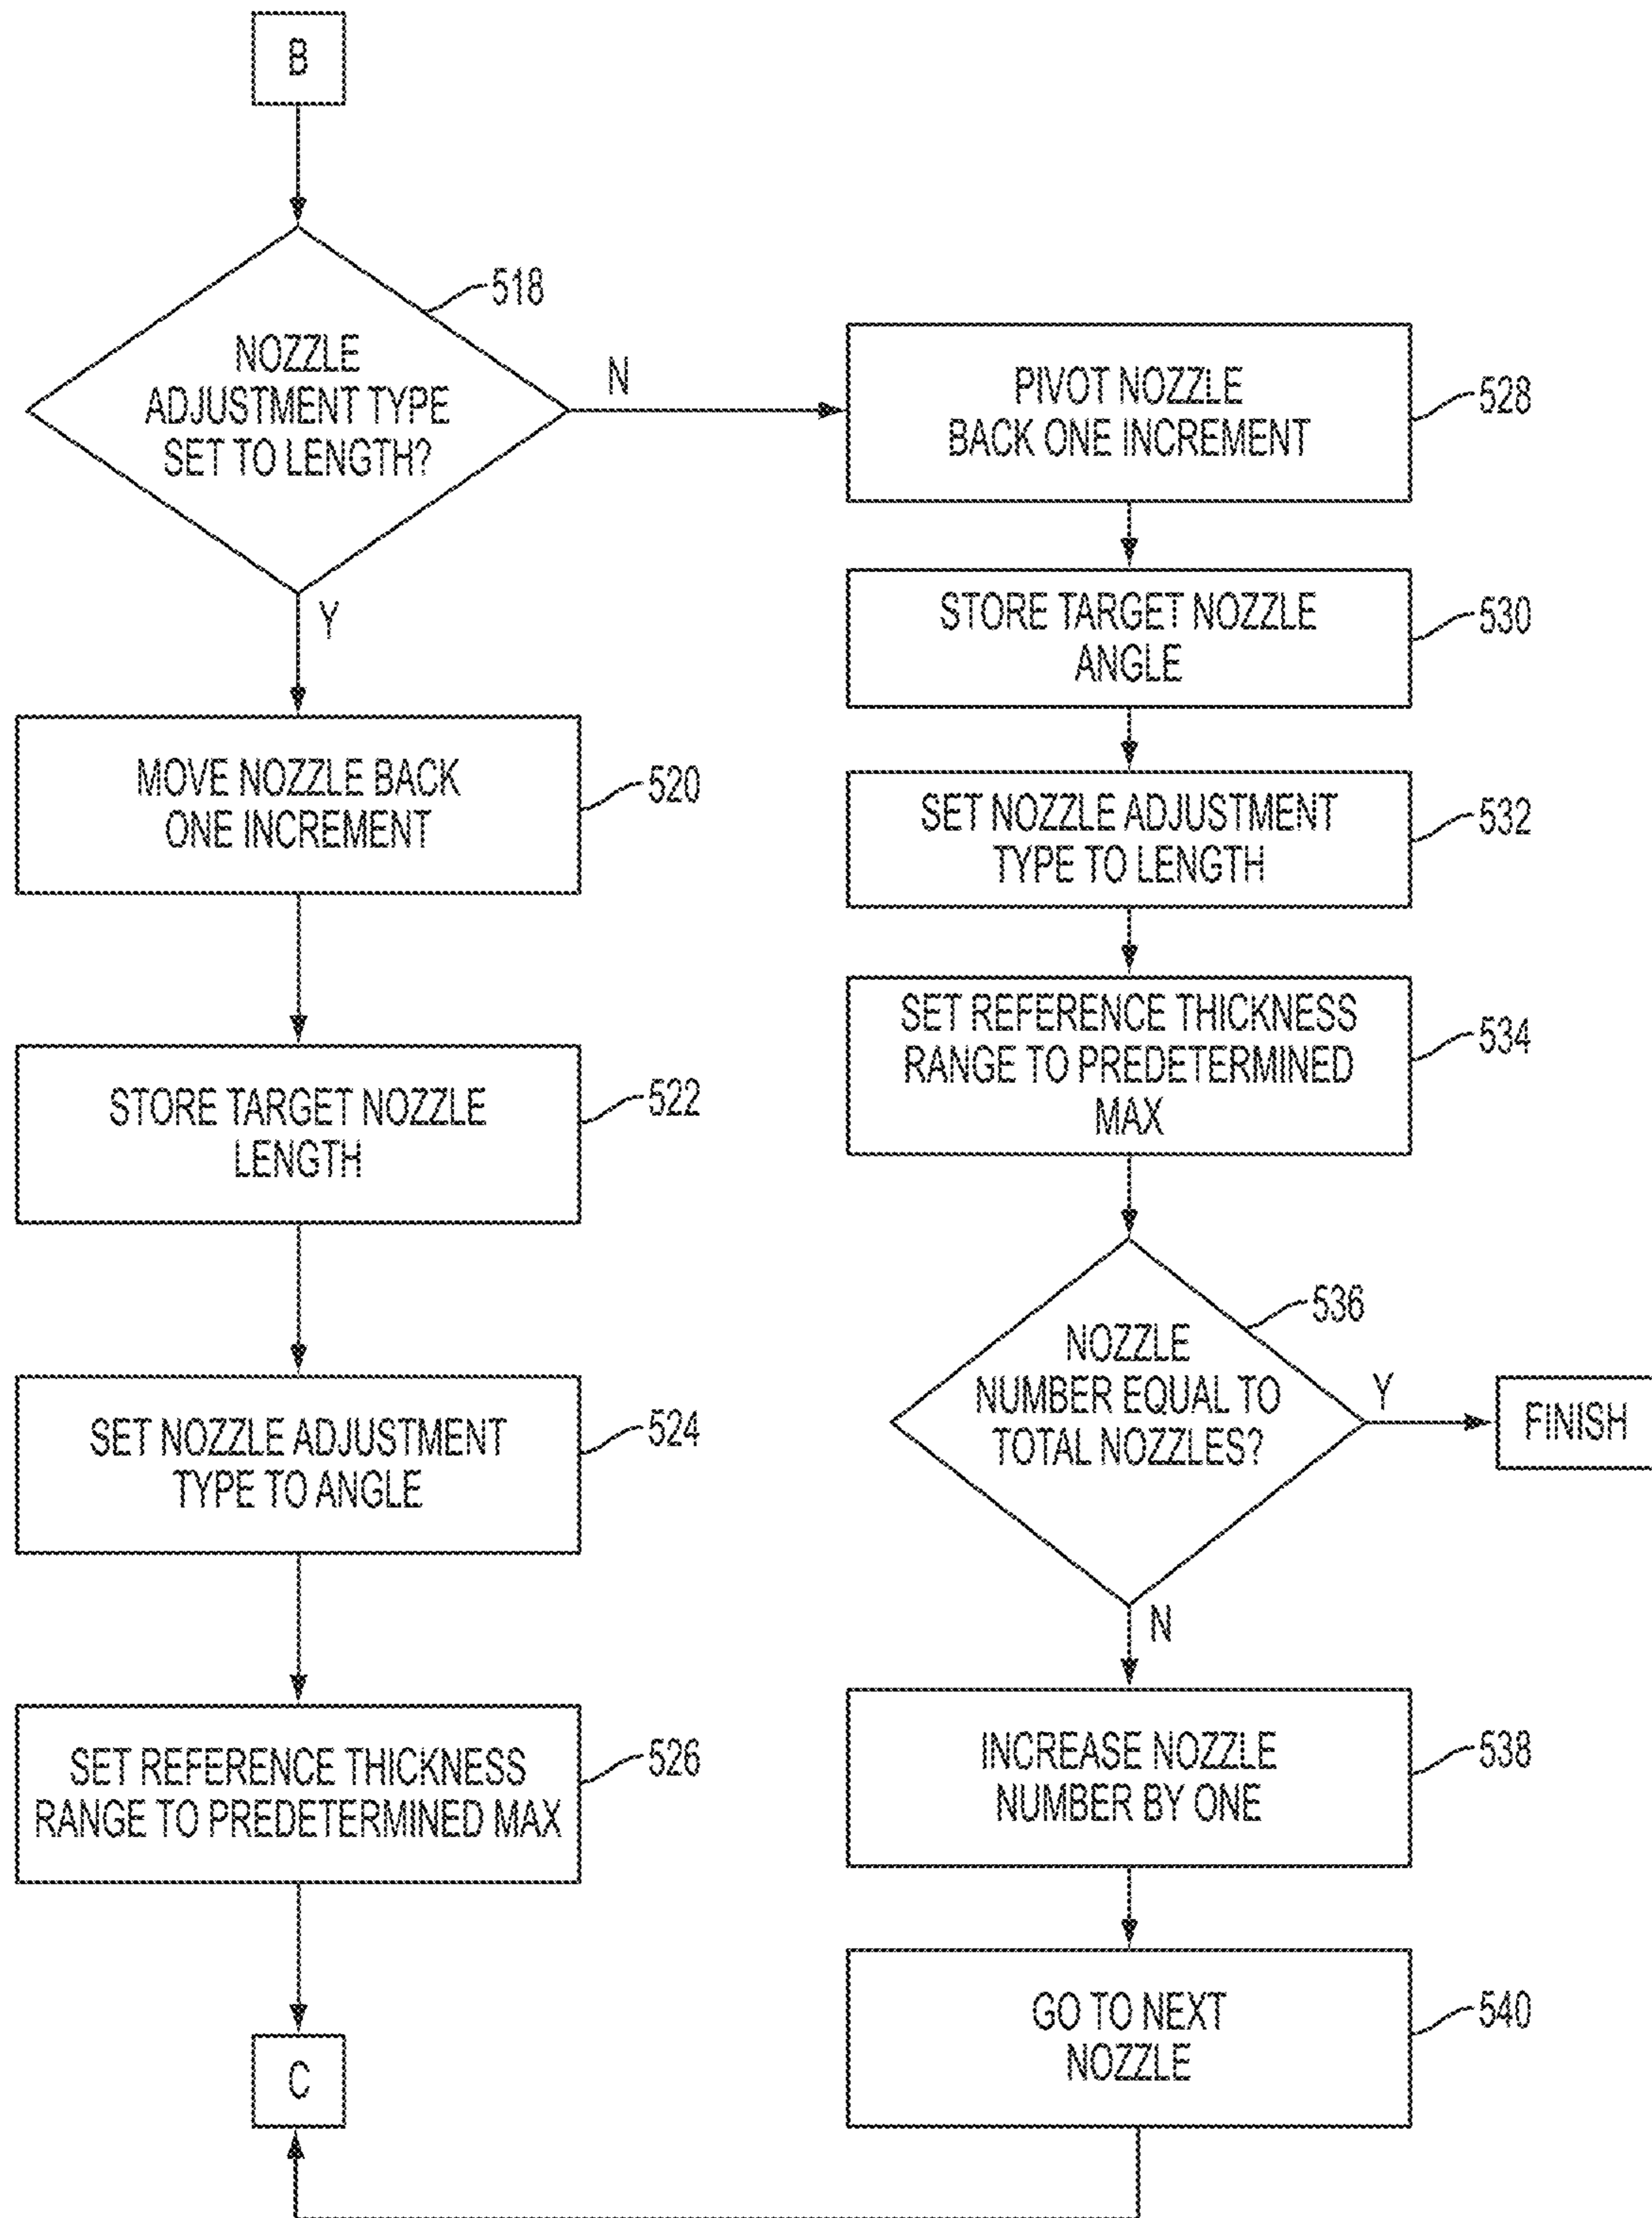 B
518
NOZZLE
ADJUSTMENT TYPE
SET TO LENGTH?
N
Y
MOVE NOZZLE BACK
ONE INCREMENT
520
STORE TARGET NOZZLE
LENGTH
522
SET NOZZLE ADJUSTMENT
TYPE TO ANGLE
524
SET REFERENCE THICKNESS
RANGE TO PREDETERMINED MAX
526
C
PIVOT NOZZLE
BACK ONE INCREMENT
528
STORE TARGET NOZZLE
ANGLE
530
SET NOZZLE ADJUSTMENT
TYPE TO LENGTH
532
SET REFERENCE THICKNESS
RANGE TO PREDETERMINED
MAX
534
536
NOZZLE
NUMBER EQUAL TO
TOTAL NOZZLES?
Y
FINISH
N
INCREASE NOZZLE
NUMBER BY ONE
538
GO TO NEXT
NOZZLE
540